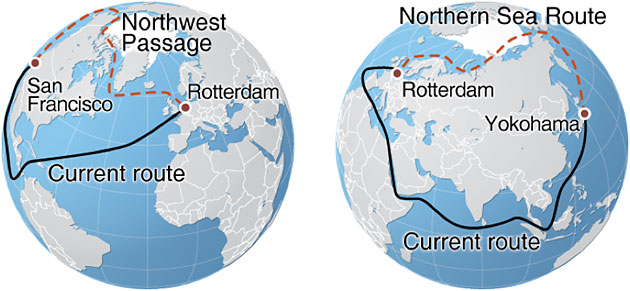 Northwest
Passage
San
Francisco
Rotterdam
Current route
Northern Sea Route
Rotterdam
Yokohama
Current route